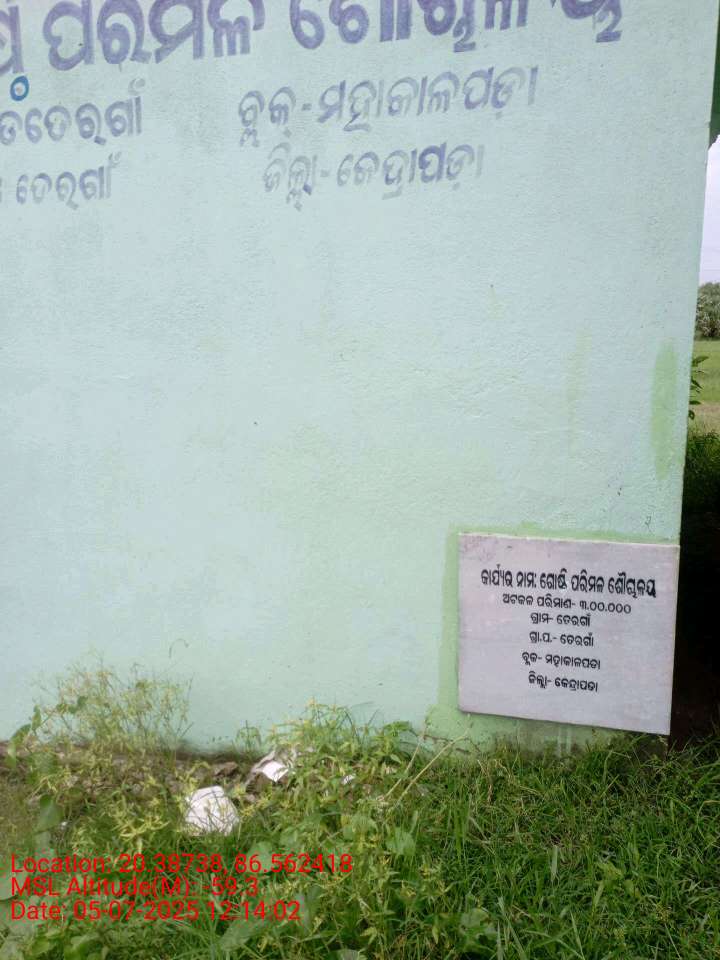 ପରିମଳ ଶୌଚାଳୟ
ତେରଗାଁ
ବ୍ଲକ୍-ମହାକାଳପଡ଼ା
ତେରଗାଁ
ଜିଲ୍ଲା-କେନ୍ଦ୍ରାପଡ଼ା
କାର୍ଯ୍ୟର ନାମ: ଗୋଷ୍ଠି ପରିମଳ ଶୌଚାଳୟ
ଅଟକଳ ପରିମାଣ- ୩.୦୦.୦୦୦
ଗ୍ରାମ- ତେରଗାଁ
ଗ୍ରା.ପ.- ତେରଗାଁ
ବ୍ଲକ- ମହାକାଳପଡା
ଜିଲ୍ଲା- କେନ୍ଦ୍ରାପଡା
Location: 20.38738, 86.562418
MSL Altitude(M): -59.3
Date: 05-07-2025 12:14:02